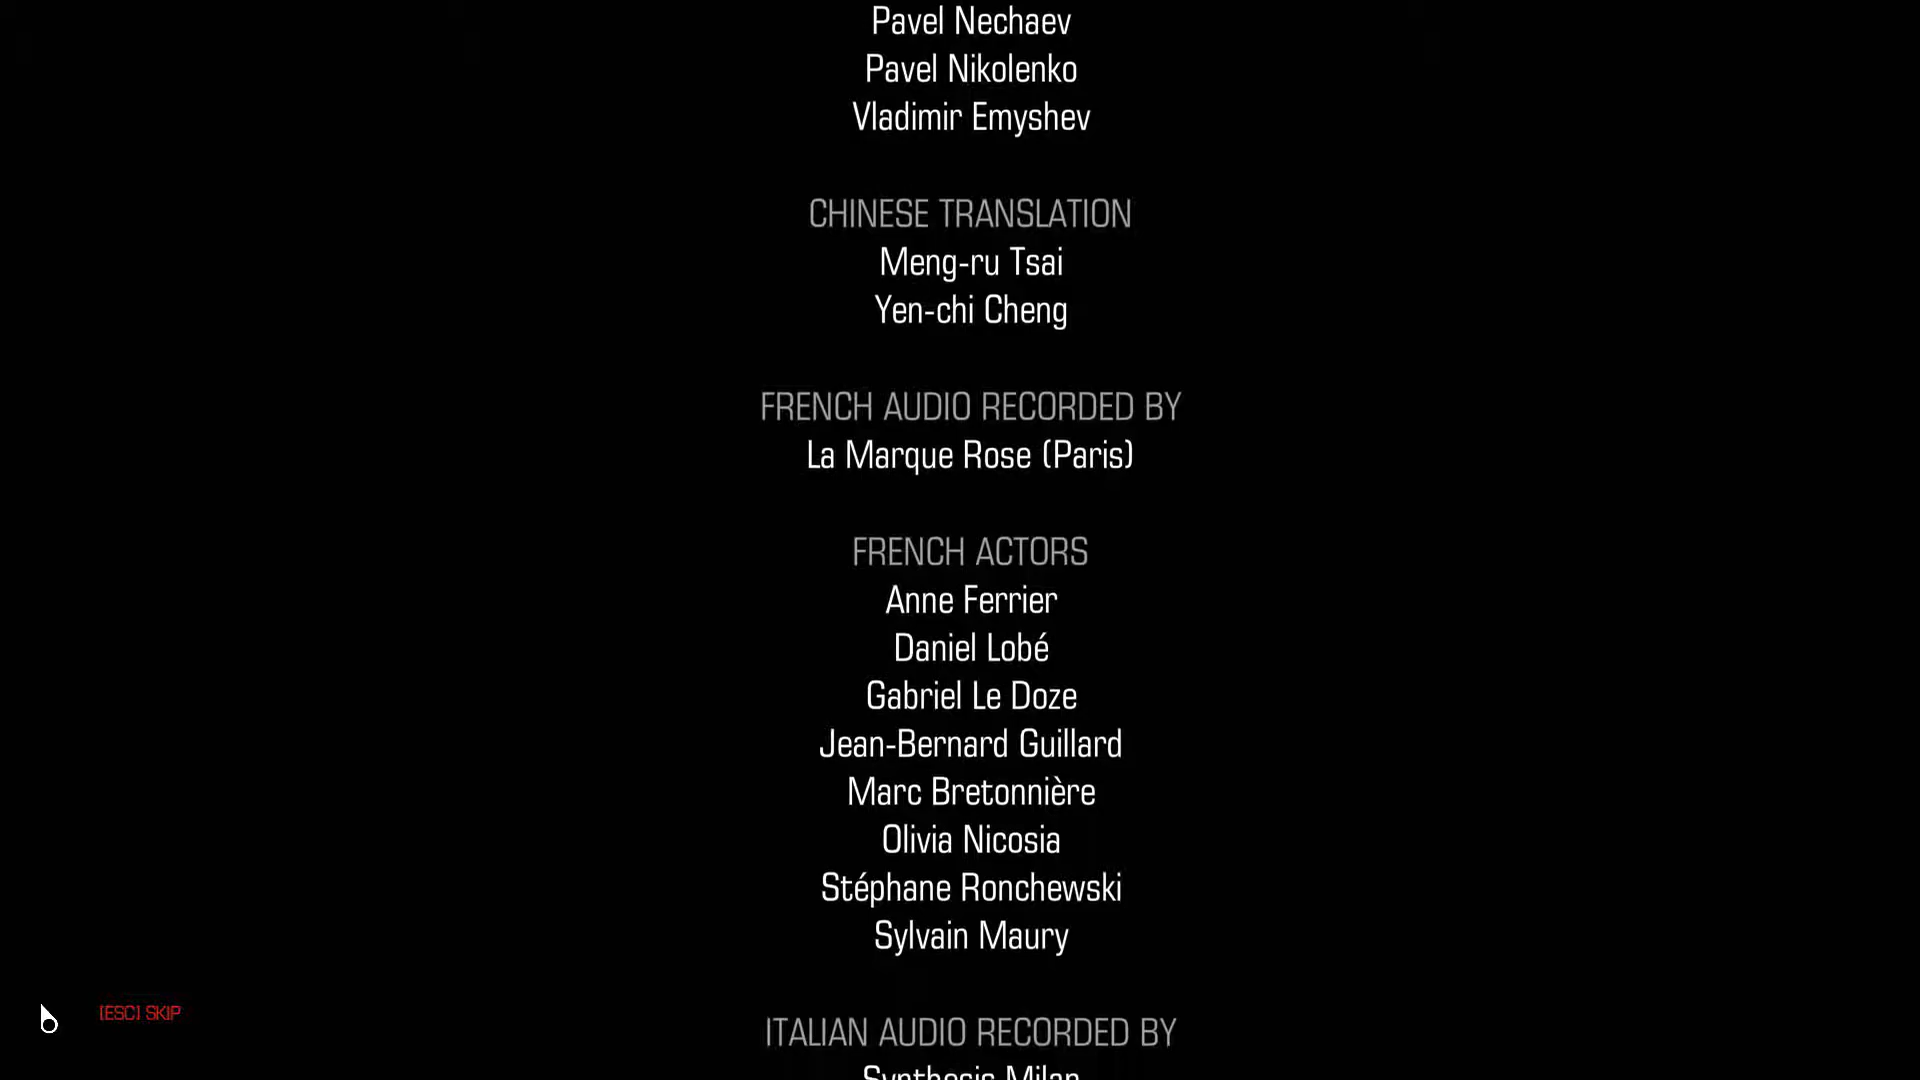 Pavel Nechaev
Pavel Nikolenko
Vladimir Emyshev
CHINESE TRANSLATION
Meng-ru Tsai
Yen-chi Cheng
FRENCH AUDIO RECORDED BY
La Marque Rose (Paris)
FRENCH ACTORS
Anne Ferrier
Daniel Lobé
Gabriel Le Doze
Jean-Bernard Guillard
Marc Bretonnière
Olivia Nicosia
Stéphane Ronchewski
Sylvain Maury
[ESC] SKIP
ITALIAN AUDIO RECORDED BY
Synthesis Milan